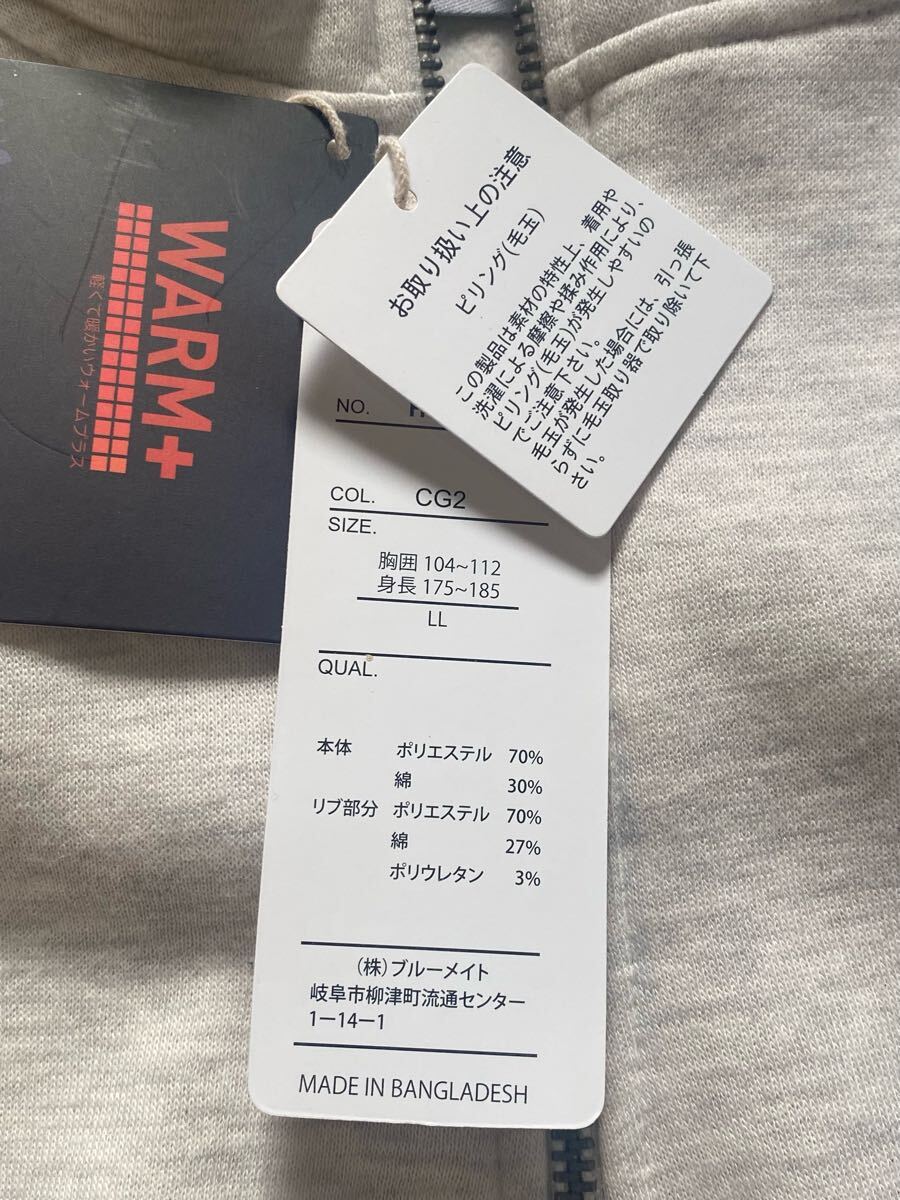 WARM+
軽くて暖かいウォームプラス
お取り扱い上の注意
ピリング(毛玉)
この製品は素材の特性上、着用や
洗濯による摩擦や揉み作用により、
ピリング(毛玉)が発生しやすいの
でご注意下さい。
毛玉が発生した場合には、引っ張
らずに毛玉取り器で取り除いて下
さい。
NO.
COL. CG2
SIZE.
胸囲 104~112
身長 175~185
LL
QUAL.
本体 ポリエステル 70%
綿 30%
リブ部分 ポリエステル 70%
綿 27%
ポリウレタン 3%
(株)ブルーメイト
岐阜市柳津町流通センター
1ー14ー1
MADE IN BANGLADESH